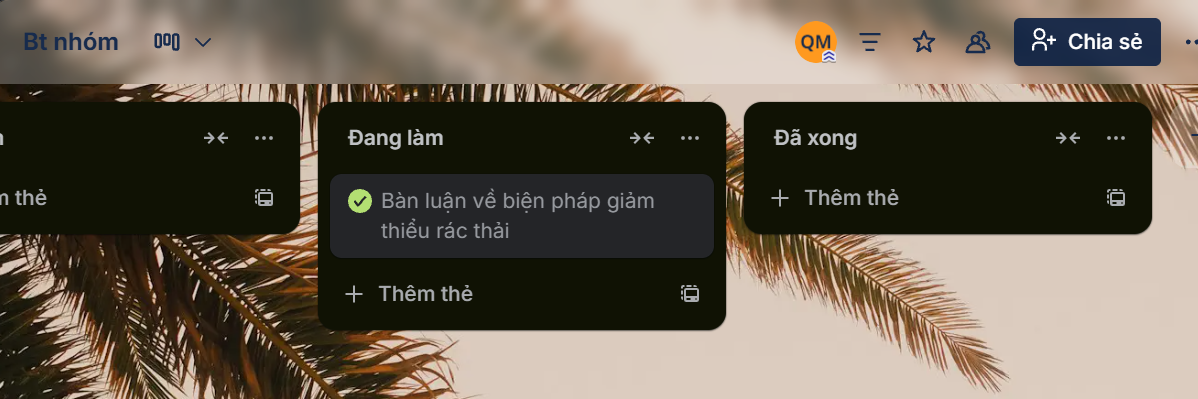 Bt nhóm
QM
Chia sẻ
Đang làm
Đã xong
thẻ
Bàn luận về biện pháp giảm
thiểu rác thải
Thêm thẻ
Thêm thẻ